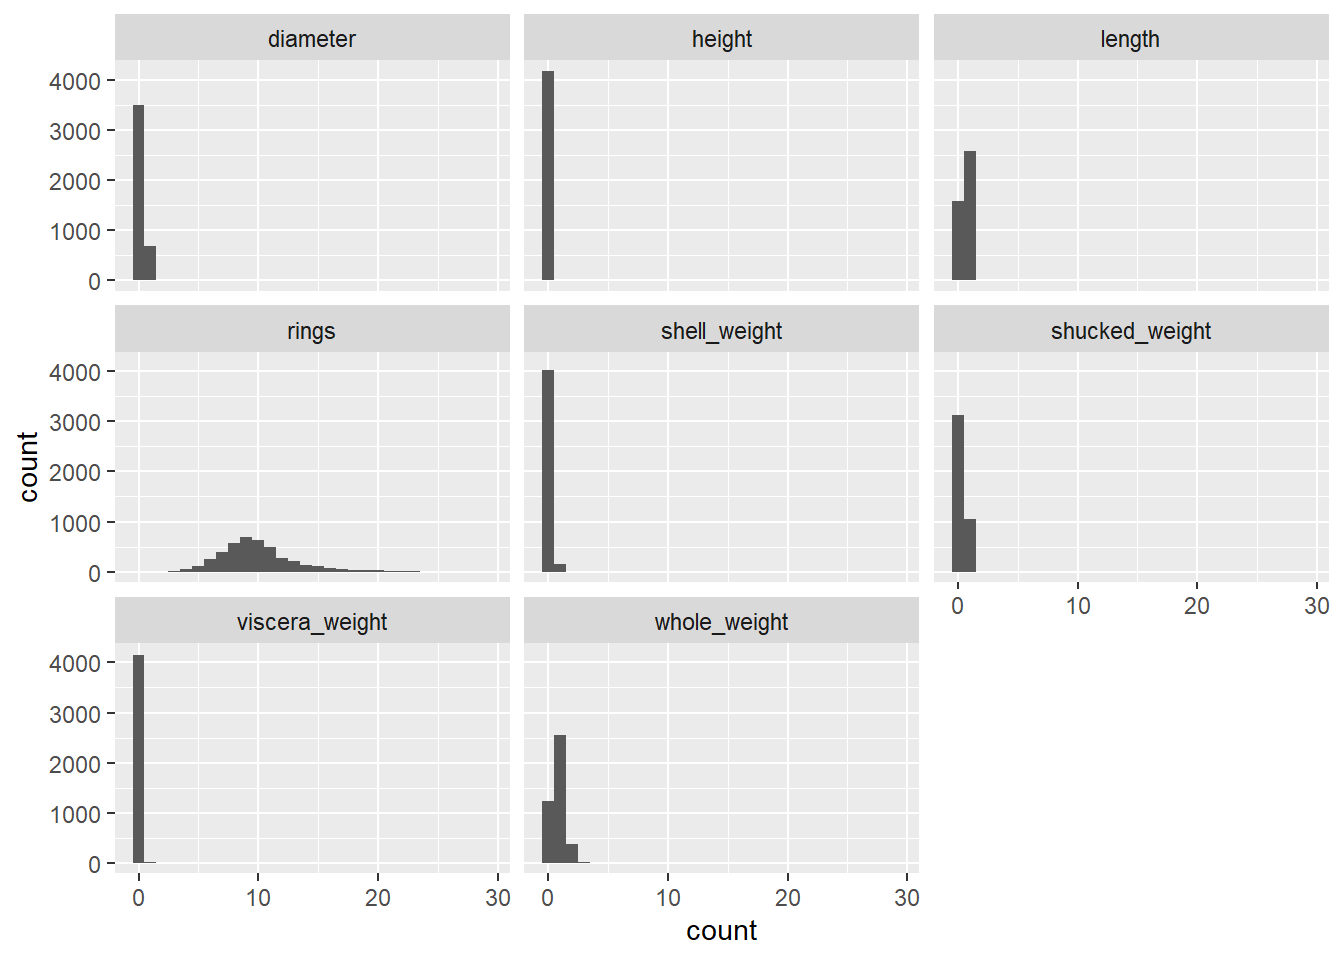 diameter height length
4000
3000
2000
1000
0
rings shell_weight shucked_weight
4000
3000
2000
1000
0
0 10 20 30
viscera_weight whole_weight
4000
3000
2000
1000
0
0 10 20 30 0 10 20 30
count
count